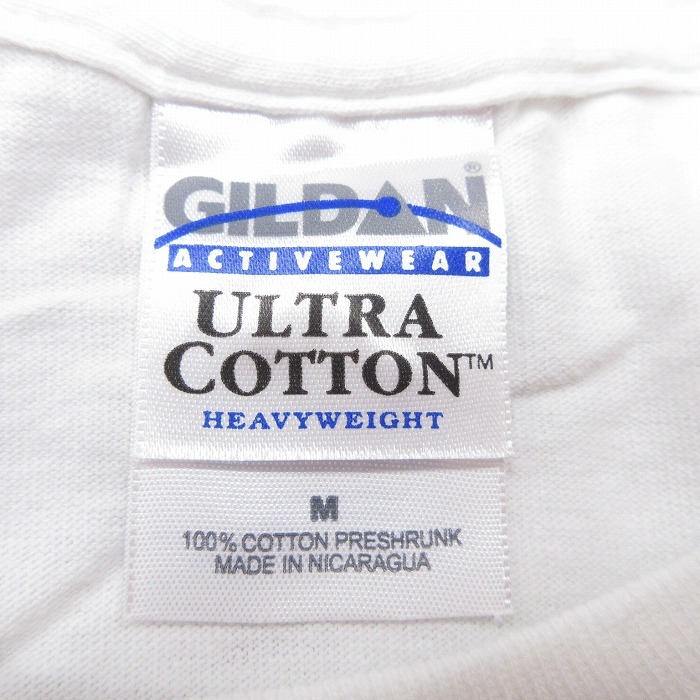 GILDAN®
ACTIVEWEAR
ULTRA
COTTON™
HEAVYWEIGHT
M
100% COTTON PRESHRUNK
MADE IN NICARAGUA